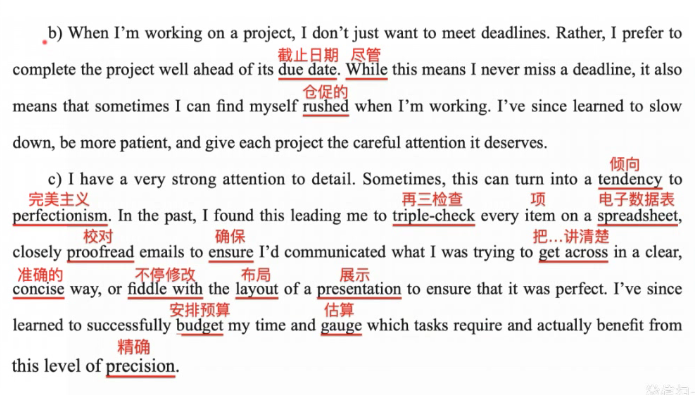 b) When I’m working on a project, I don’t just want to meet deadlines. Rather, I prefer to
截止日期 尽管
complete the project well ahead of its due date. While this means I never miss a deadline, it also
仓促的
means that sometimes I can find myself rushed when I’m working. I’ve since learned to slow
down, be more patient, and give each project the careful attention it deserves.
倾向
c) I have a very strong attention to detail. Sometimes, this can turn into a tendency to
完美主义 再三检查 项 电子数据表
perfectionism. In the past, I found this leading me to triple-check every item on a spreadsheet,
校对 确保 把…讲清楚
closely proofread emails to ensure I’d communicated what I was trying to get across in a clear,
准确的 不停修改 布局 展示
concise way, or fiddle with the layout of a presentation to ensure that it was perfect. I’ve since
安排预算 估算
learned to successfully budget my time and gauge which tasks require and actually benefit from
精确
this level of precision.